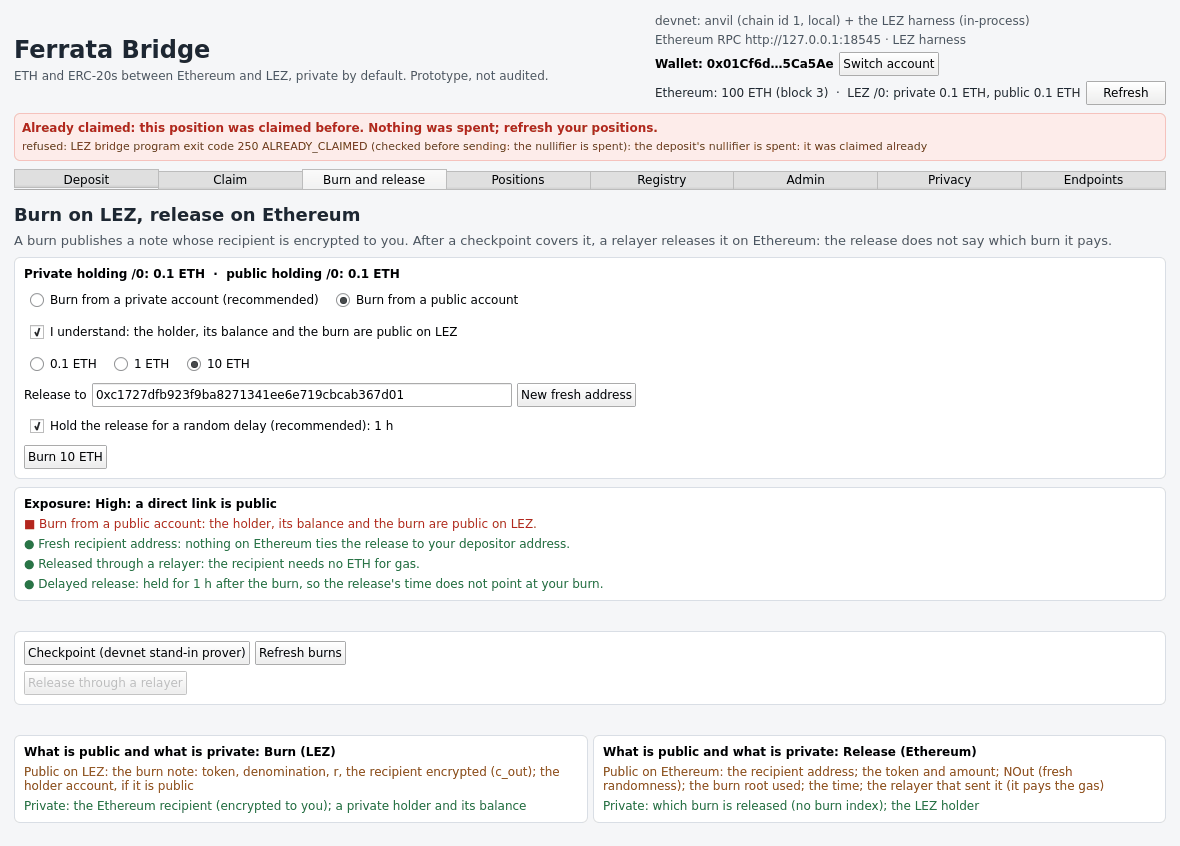 Ferrata Bridge
ETH and ERC-20s between Ethereum and LEZ, private by default. Prototype, not audited.
devnet: anvil (chain id 1, local) + the LEZ harness (in-process)
Ethereum RPC http://127.0.0.1:18545 · LEZ harness
Wallet: 0x01Cf6d...5Ca5Ae Switch account
Ethereum: 100 ETH (block 3) · LEZ /0: private 0.1 ETH, public 0.1 ETH Refresh
Already claimed: this position was claimed before. Nothing was spent; refresh your positions.
refused: LEZ bridge program exit code 250 ALREADY_CLAIMED (checked before sending: the nullifier is spent): the deposit's nullifier is spent: it was claimed already
Deposit Claim Burn and release Positions Registry Admin Privacy Endpoints
Burn on LEZ, release on Ethereum
A burn publishes a note whose recipient is encrypted to you. After a checkpoint covers it, a relayer releases it on Ethereum: the release does not say which burn it pays.
Private holding /0: 0.1 ETH · public holding /0: 0.1 ETH
Burn from a private account (recommended) Burn from a public account
I understand: the holder, its balance and the burn are public on LEZ
0.1 ETH 1 ETH 10 ETH
Release to 0xc1727dfb923f9ba8271341ee6e719cbcab367d01 New fresh address
Hold the release for a random delay (recommended): 1 h
Burn 10 ETH
Exposure: High: a direct link is public
Burn from a public account: the holder, its balance and the burn are public on LEZ.
Fresh recipient address: nothing on Ethereum ties the release to your depositor address.
Released through a relayer: the recipient needs no ETH for gas.
Delayed release: held for 1 h after the burn, so the release's time does not point at your burn.
Checkpoint (devnet stand-in prover) Refresh burns
Release through a relayer
What is public and what is private: Burn (LEZ)
Public on LEZ: the burn note: token, denomination, r, the recipient encrypted (c_out); the
holder account, if it is public
Private: the Ethereum recipient (encrypted to you); a private holder and its balance
What is public and what is private: Release (Ethereum)
Public on Ethereum: the recipient address; the token and amount; NOut (fresh
randomness); the burn root used; the time; the relayer that sent it (it pays the gas)
Private: which burn is released (no burn index); the LEZ holder